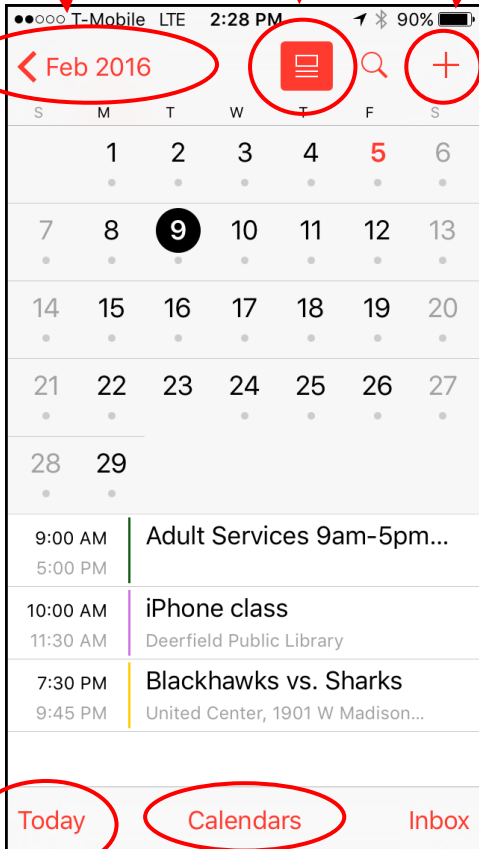 T-Mobile LTE 2:28 PM 90%
Feb 2016
S M T W T F S
1 2 3 4 5 6
7 8 9 10 11 12 13
14 15 16 17 18 19 20
21 22 23 24 25 26 27
28 29
9:00 AM Adult Services 9am-5pm...
5:00 PM
10:00 AM iPhone class
11:30 AM Deerfield Public Library
7:30 PM Blackhawks vs. Sharks
9:45 PM United Center, 1901 W Madison...
Today Calendars Inbox